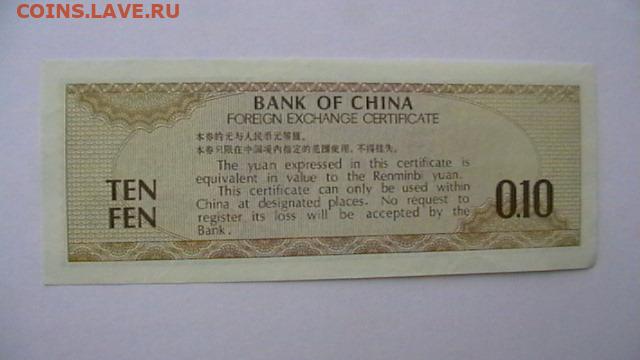 COINS.LAVE.RU
BANK OF CHINA
FOREIGN EXCHANGE CERTIFICATE
本券的元与人民币元等值。
本券只限在中国境内指定的范围使用，不得挂失。
The yuan expressed in this certificate is
equivalent in value to the Renminbi yuan.
This certificate can only be used within
China at designated places. No request to
register its loss will be accepted by the
Bank.
TEN
FEN
0.10